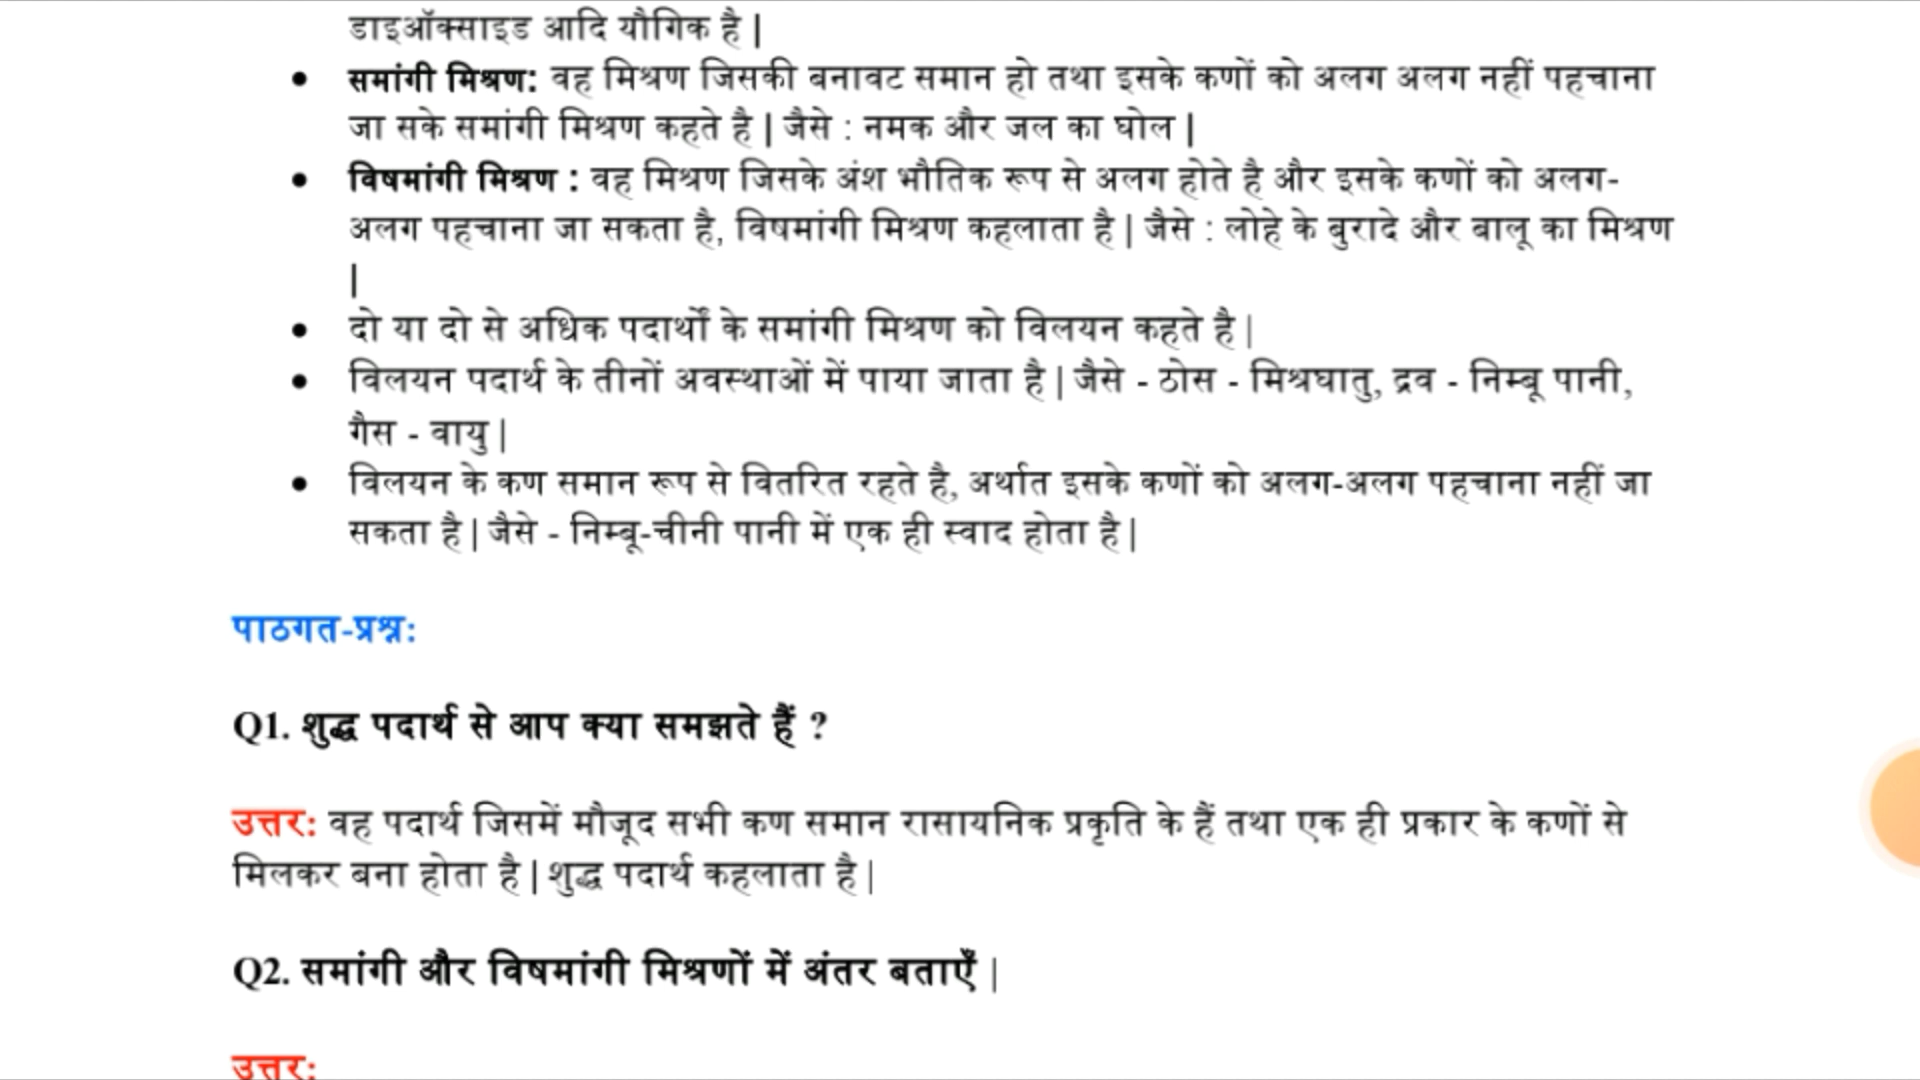 डाइऑक्साइड आदि यौगिक है |
• समांगी मिश्रण: वह मिश्रण जिसकी बनावट समान हो तथा इसके कणों को अलग अलग नहीं पहचाना
जा सके समांगी मिश्रण कहते है | जैसे : नमक और जल का घोल |
• विषमांगी मिश्रण : वह मिश्रण जिसके अंश भौतिक रूप से अलग होते है और इसके कणों को अलग-
अलग पहचाना जा सकता है, विषमांगी मिश्रण कहलाता है | जैसे : लोहे के बुरादे और बालू का मिश्रण
|
• दो या दो से अधिक पदार्थों के समांगी मिश्रण को विलयन कहते है |
• विलयन पदार्थ के तीनों अवस्थाओं में पाया जाता है | जैसे - ठोस - मिश्रघातु, द्रव - निम्बू पानी,
गैस - वायु |
• विलयन के कण समान रूप से वितरित रहते है, अर्थात इसके कणों को अलग-अलग पहचाना नहीं जा
सकता है | जैसे - निम्बू-चीनी पानी में एक ही स्वाद होता है |
पाठगत-प्रश्न:
Q1. शुद्ध पदार्थ से आप क्या समझते हैं ?
उत्तर: वह पदार्थ जिसमें मौजूद सभी कण समान रासायनिक प्रकृति के हैं तथा एक ही प्रकार के कणों से
मिलकर बना होता है | शुद्ध पदार्थ कहलाता है |
Q2. समांगी और विषमांगी मिश्रणों में अंतर बताएँ |
उत्तर: